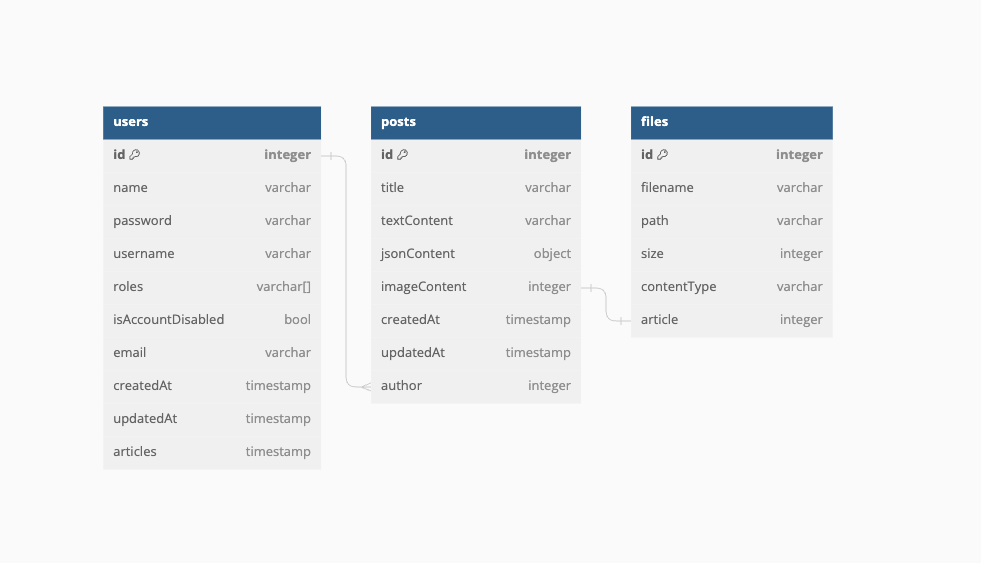 users
id integer
name varchar
password varchar
username varchar
roles varchar[]
isAccountDisabled bool
email varchar
createdAt timestamp
updatedAt timestamp
articles timestamp
posts
id integer
title varchar
textContent varchar
jsonContent object
imageContent integer
createdAt timestamp
updatedAt timestamp
author integer
files
id integer
filename varchar
path varchar
size integer
contentType varchar
article integer